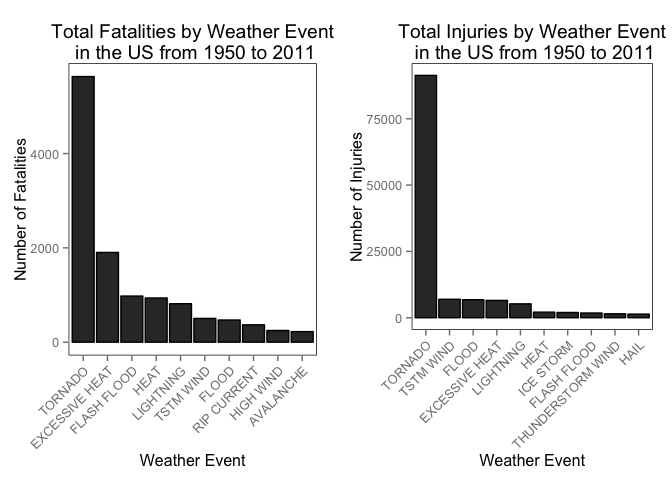 Total Fatalities by Weather Event
in the US from 1950 to 2011
Number of Fatalities
4000
2000
0
TORNADO
EXCESSIVE HEAT
FLASH FLOOD
HEAT
LIGHTNING
TSTM WIND
FLOOD
RIP CURRENT
HIGH WIND
AVALANCHE
Weather Event
Total Injuries by Weather Event
in the US from 1950 to 2011
Number of Injuries
75000
50000
25000
0
TORNADO
TSTM WIND
FLOOD
EXCESSIVE HEAT
LIGHTNING
HEAT
ICE STORM
FLASH FLOOD
THUNDERSTORM WIND
HAIL
Weather Event